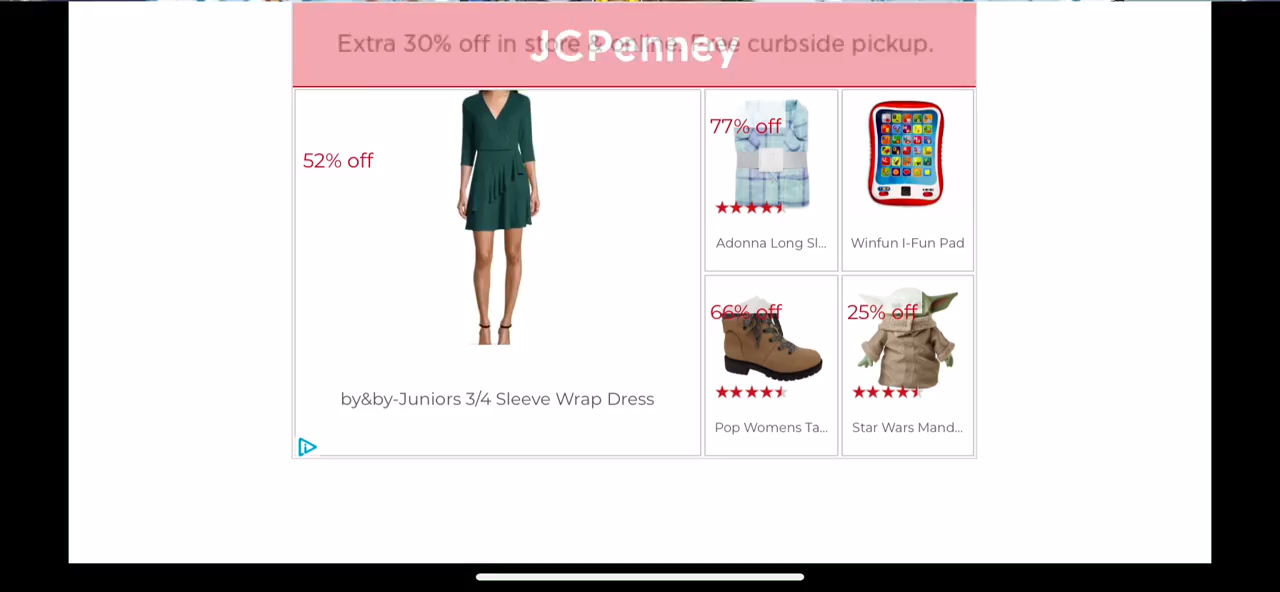 Extra 30% off in store & online. Free curbside pickup.
JCPenney
52% off
by&by-Juniors 3/4 Sleeve Wrap Dress
77% off
Adonna Long Sl...
Winfun I-Fun Pad
66% off
Pop Womens Ta...
25% off
Star Wars Mand...